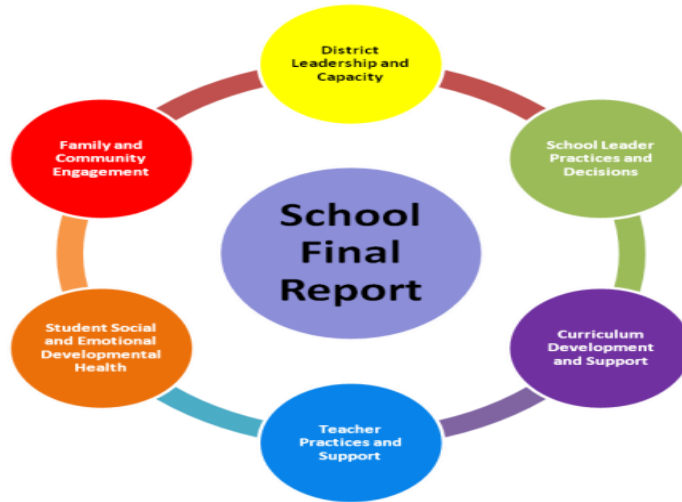 District
Leadership and
Capacity
Family and
Community
Engagement
School Leader
Practices and
Decisions
School
Final
Report
Student Social
and Emotional
Developmental
Health
Curriculum
Development
and Support
Teacher
Practices and
Support